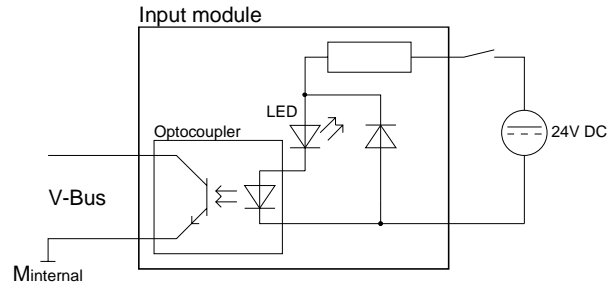 Input module
LED
Optocoupler
24V DC
V-Bus
Minternal